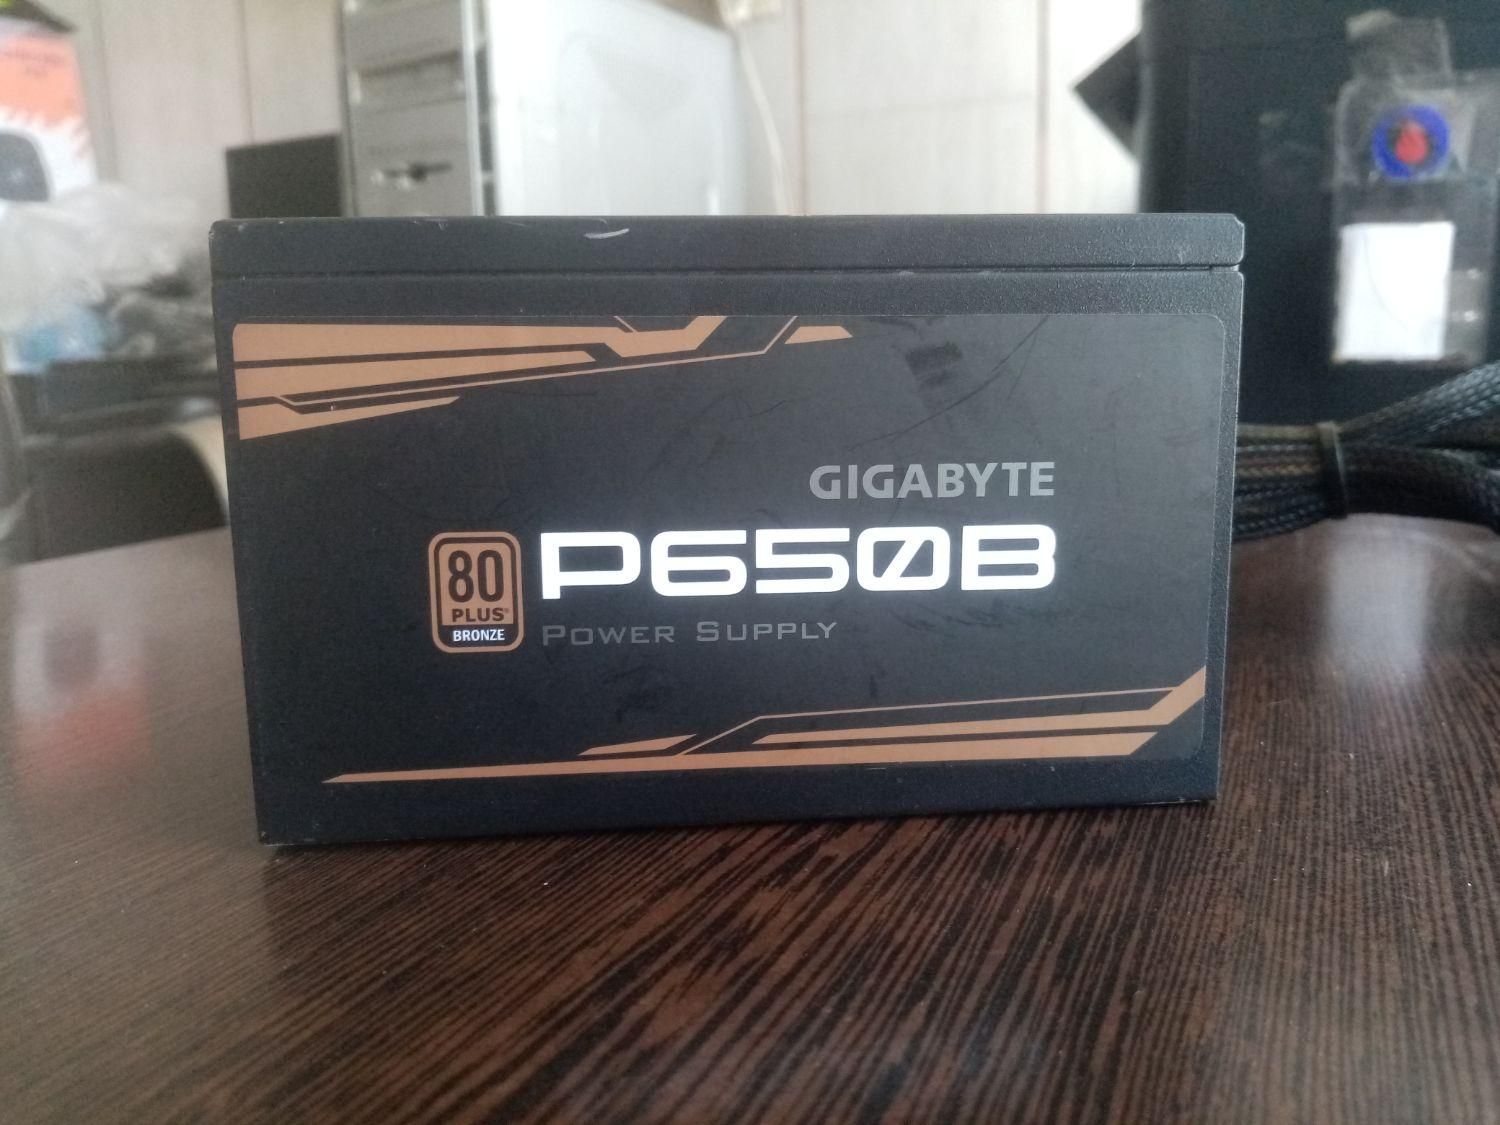 GIGABYTE
P650B
80
PLUS®
BRONZE
POWER SUPPLY